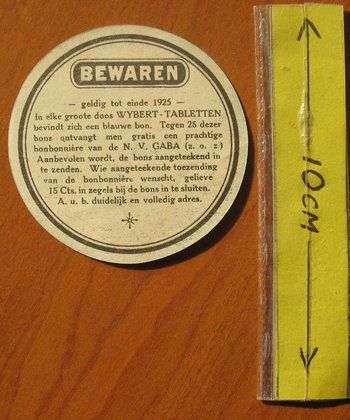 BEWAREN
— geldig tot einde 1925 —
In elke groote doos WYBERT-TABLETTEN
bevindt zich een blauwe bon. Tegen 25 dezer
bons ontvangt men gratis een prachtige
bonbonnière van de N. V. GABA (z. o. z)
Aanbevolen wordt, de bons aangeteekend in
te zenden. Wie aangeteekende toezending
van de bonbonnière wenscht, gelieve
15 Cts. in zegels bij de bons in te sluiten.
A. u. b. duidelijk en volledig adres.
10 CM